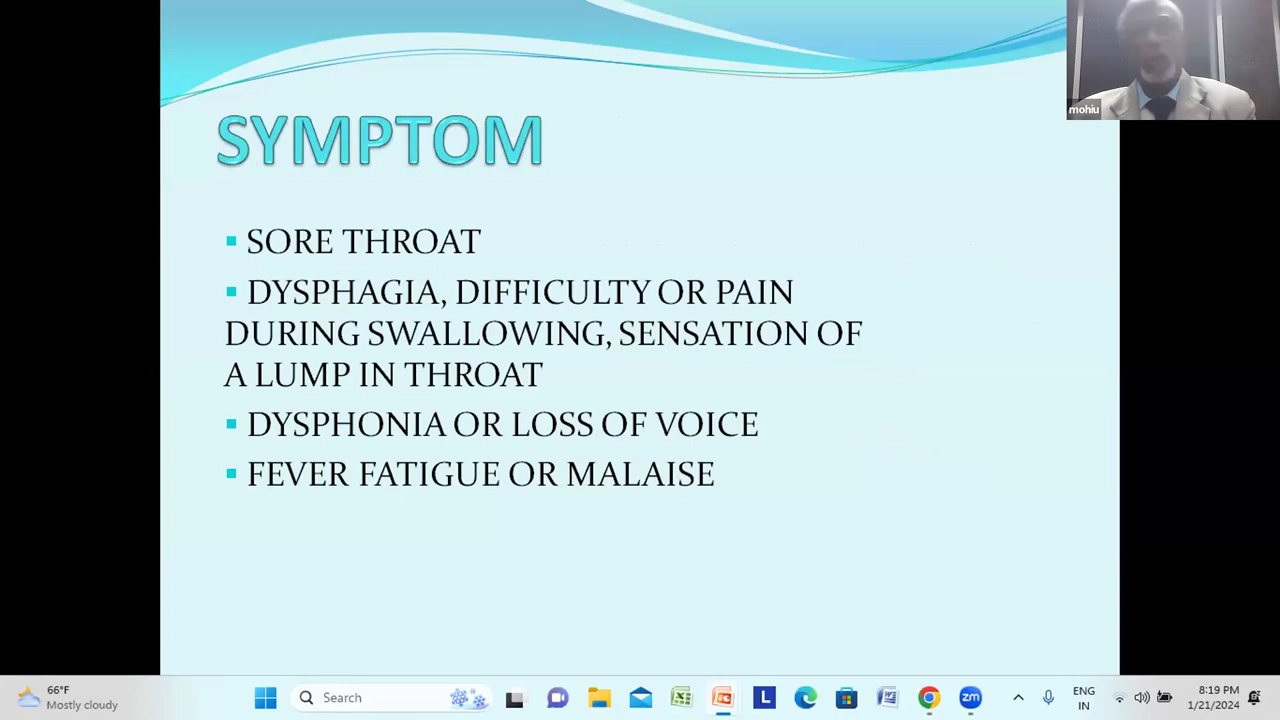 mohiu
SYMPTOM
▪ SORE THROAT
▪ DYSPHAGIA, DIFFICULTY OR PAIN
DURING SWALLOWING, SENSATION OF
A LUMP IN THROAT
▪ DYSPHONIA OR LOSS OF VOICE
▪ FEVER FATIGUE OR MALAISE
66°F
Mostly cloudy
Search
L
zm
ENG
IN
8:19 PM
1/21/2024